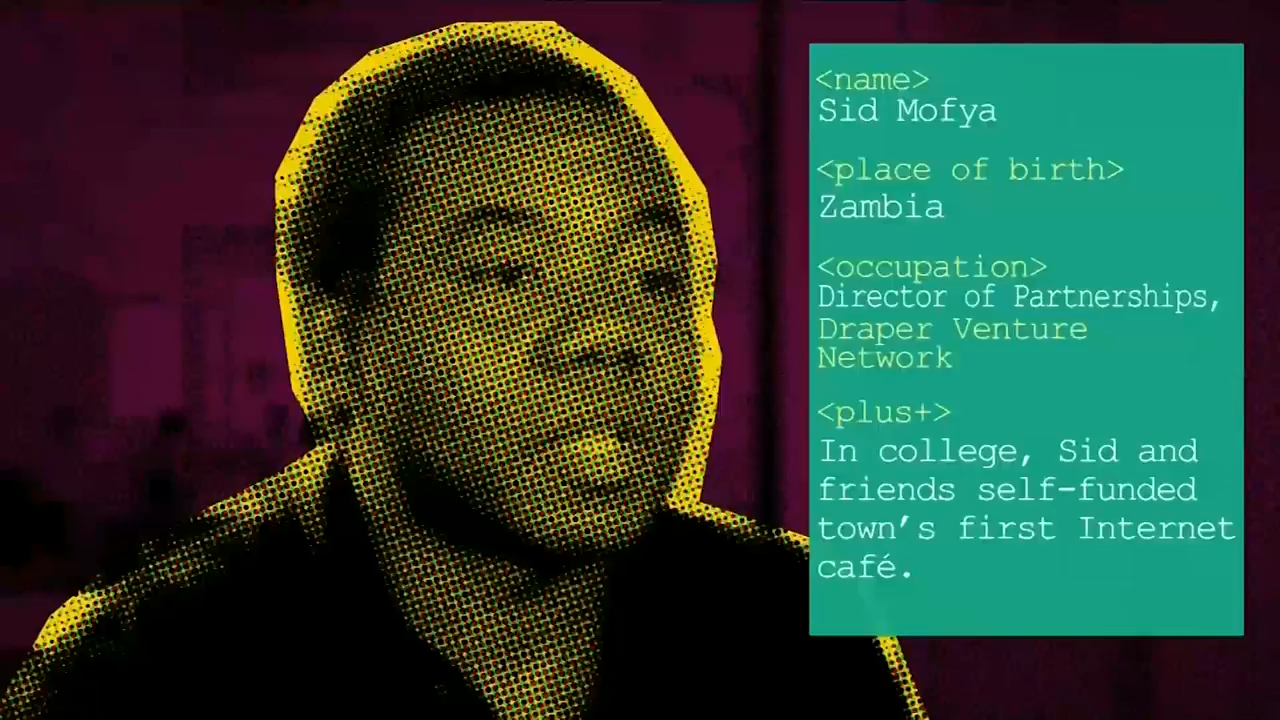 <name>
Sid Mofya
<place of birth>
Zambia
<occupation>
Director of Partnerships,
Draper Venture
Network
<plus+>
In college, Sid and
friends self-funded
town’s first Internet
café.